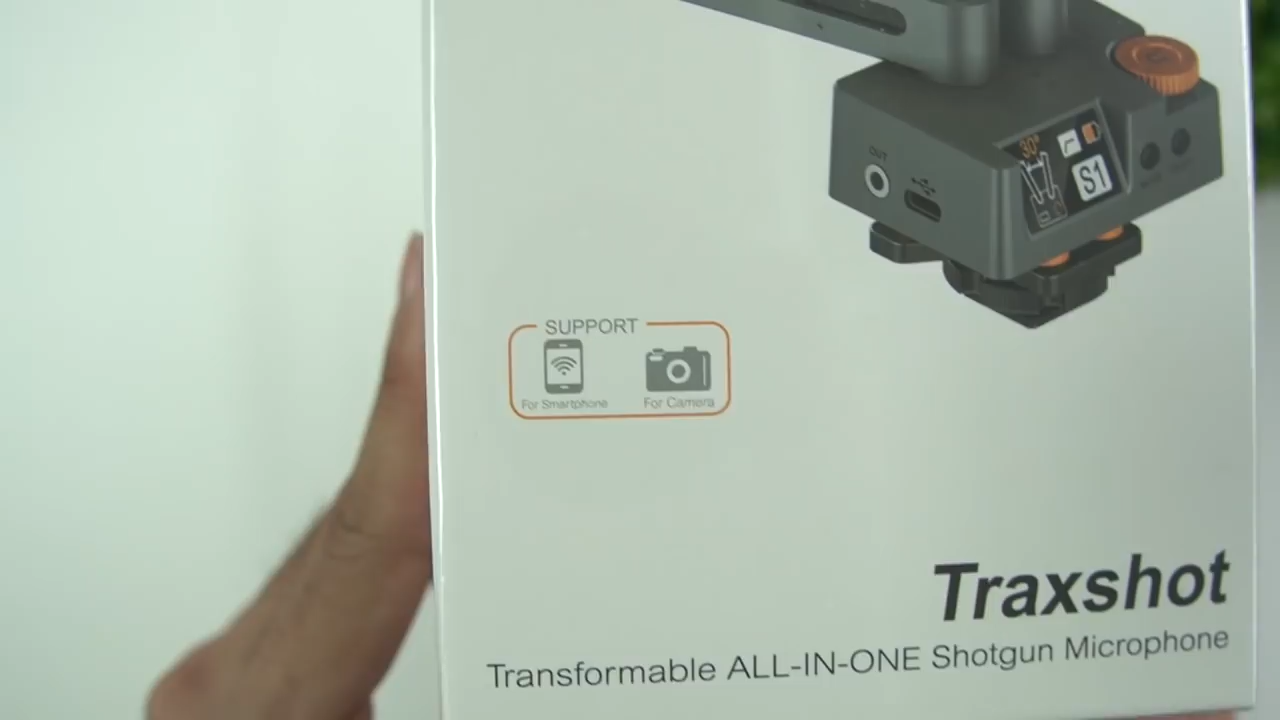 OUT
30°
S1
SUPPORT
For Smartphone
For Camera
Traxshot
Transformable ALL-IN-ONE Shotgun Microphone